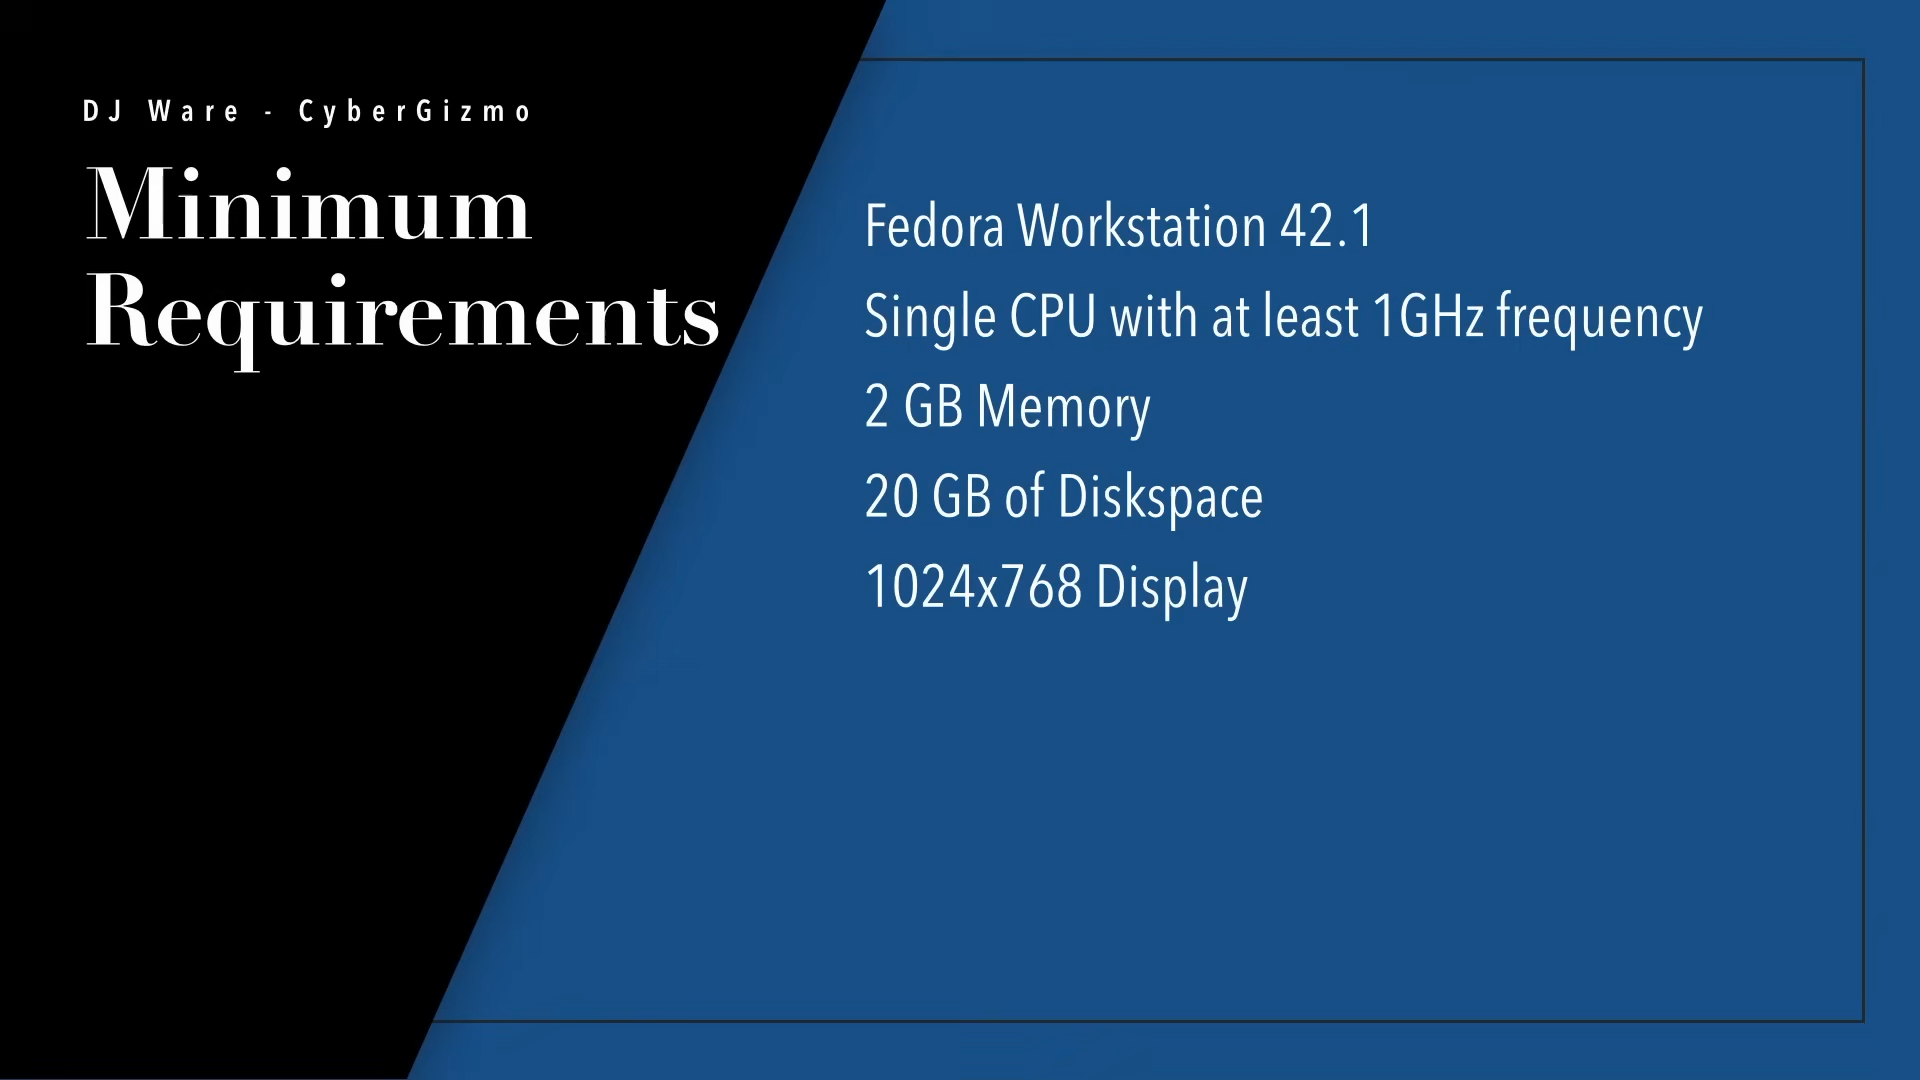 DJ Ware - CyberGizmo
Minimum
Requirements
Fedora Workstation 42.1
Single CPU with at least 1GHz frequency
2 GB Memory
20 GB of Diskspace
1024x768 Display